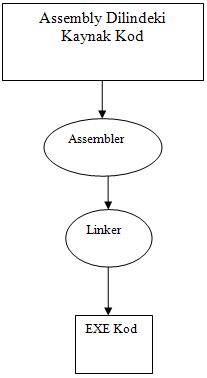 Assembly Dilindeki
Kaynak Kod
Assembler
Linker
EXE Kod